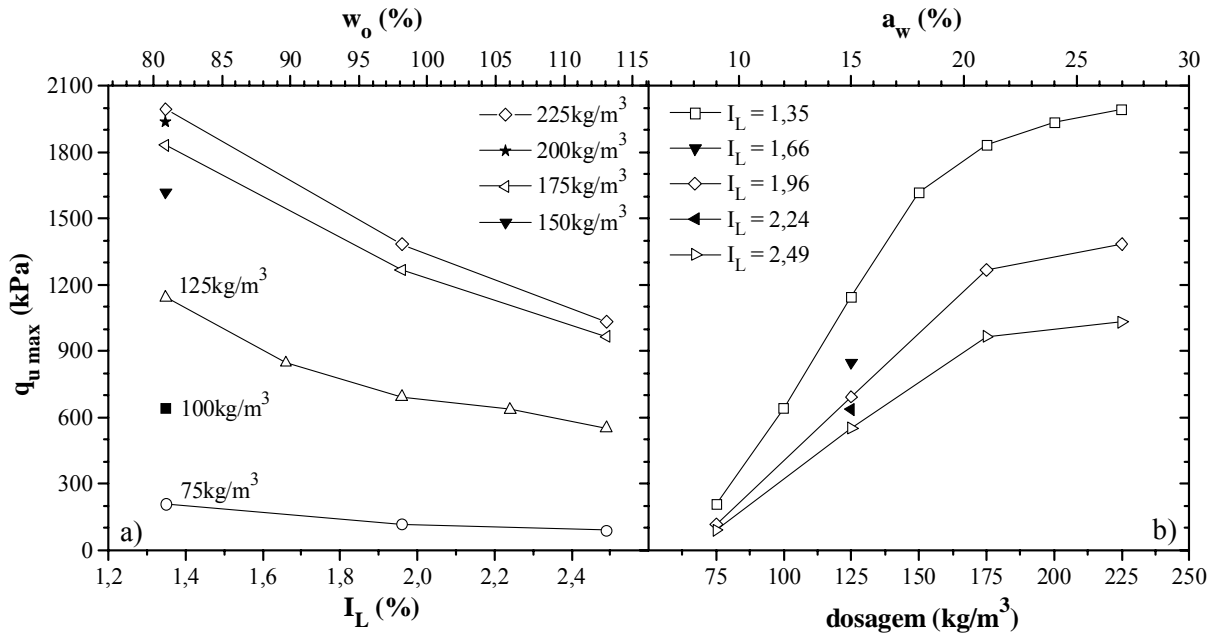 w_o (%)
a_w (%)
80 85 90 95 100 105 110 115
10 15 20 25 30
q_u max (kPa)
2100
1800
1500
1200
900
600
300
0
225kg/m³
200kg/m³
175kg/m³
150kg/m³
125kg/m³
100kg/m³
75kg/m³
a)
I_L = 1,35
I_L = 1,66
I_L = 1,96
I_L = 2,24
I_L = 2,49
b)
1,2 1,4 1,6 1,8 2,0 2,2 2,4
75 100 125 150 175 200 225 250
I_L (%)
dosagem (kg/m³)